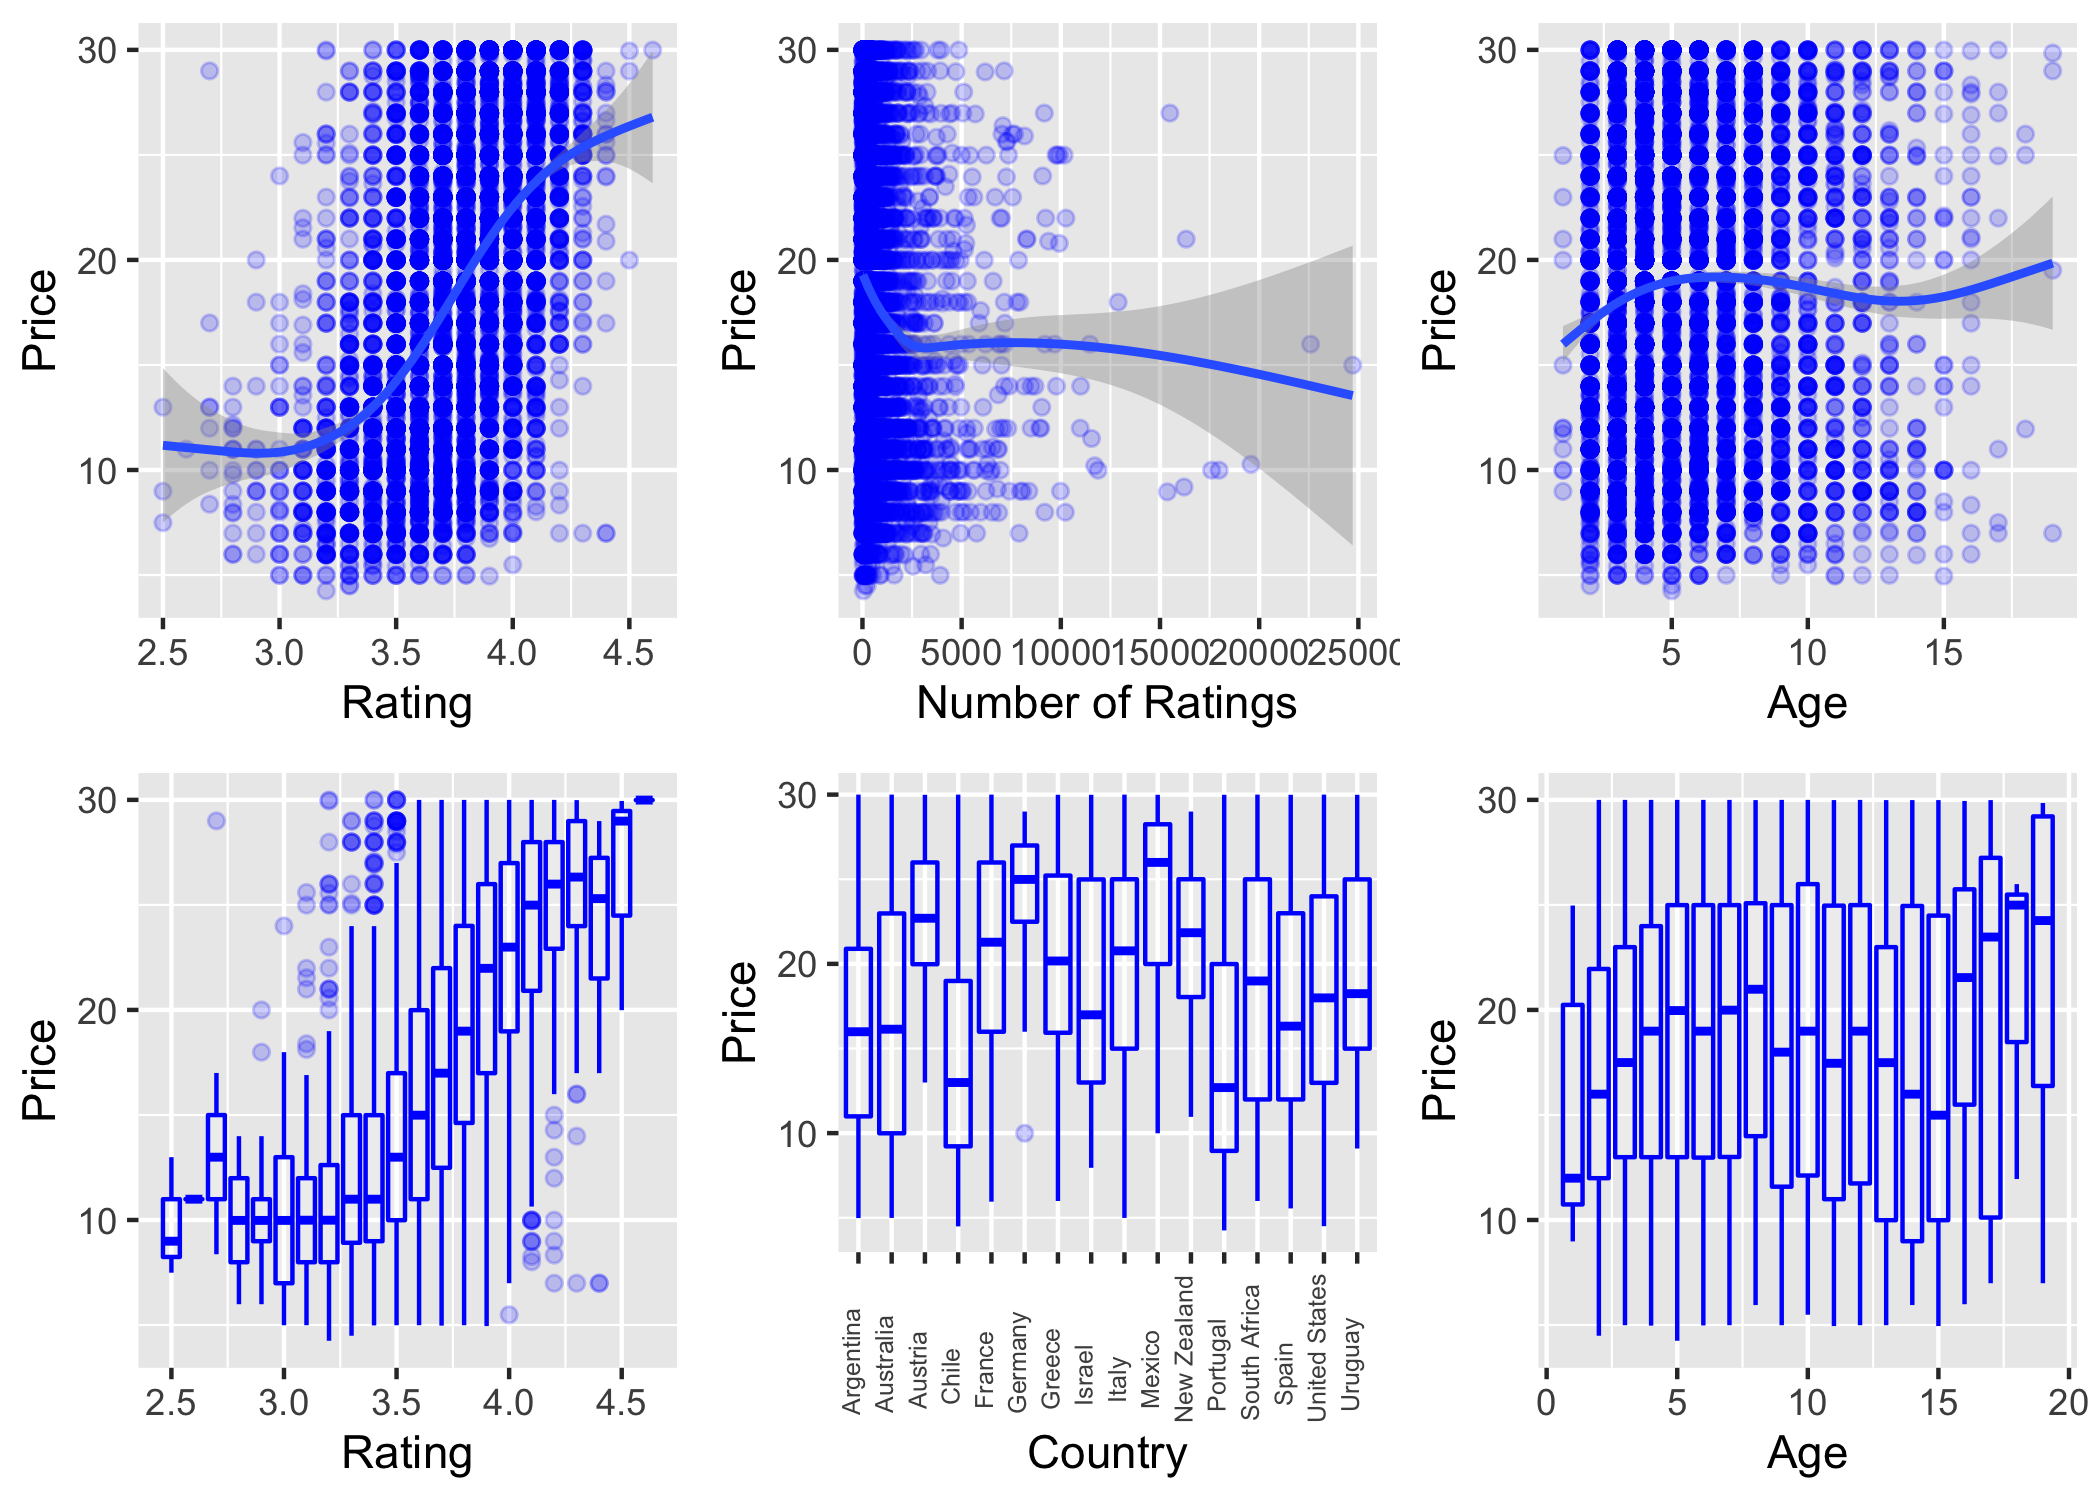 Price
30
20
10
2.5 3.0 3.5 4.0 4.5
Rating
Price
30
20
10
0 5000 10000 15000 20000 25000
Number of Ratings
Price
30
20
10
5 10 15
Age
Price
30
20
10
2.5 3.0 3.5 4.0 4.5
Rating
Price
30
20
10
Argentina
Australia
Austria
Chile
France
Germany
Greece
Israel
Italy
Mexico
New Zealand
Portugal
South Africa
Spain
United States
Uruguay
Country
Price
30
20
10
0 5 10 15 20
Age